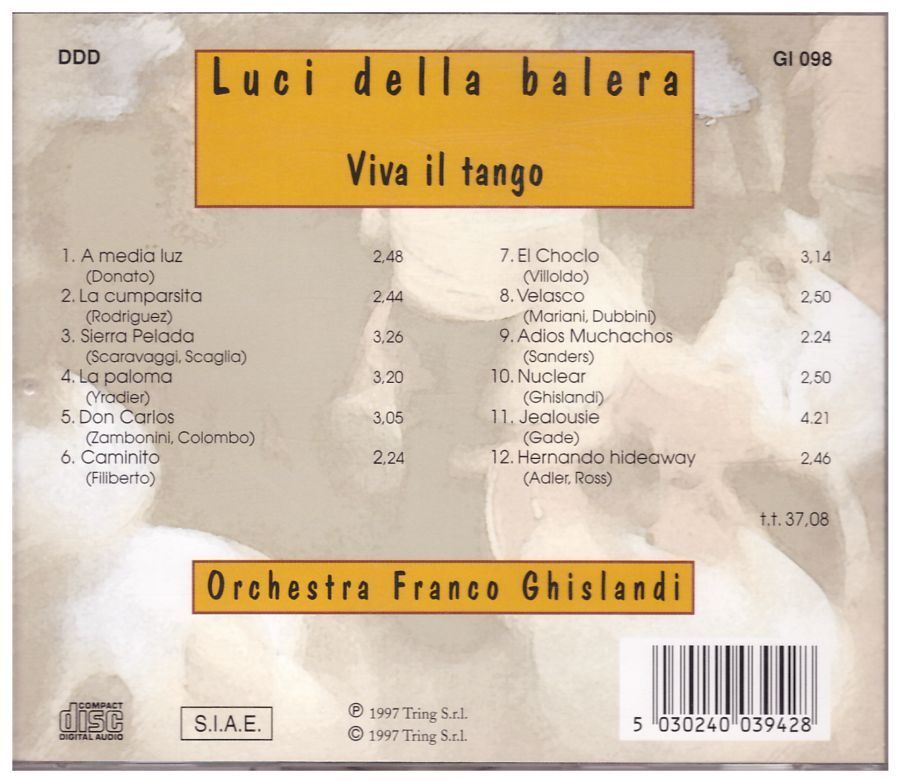 DDD
GI 098
Luci della balera
Viva il tango
1. A media luz 2,48
(Donato)
2. La cumparsita 2,44
(Rodriguez)
3. Sierra Pelada 3,26
(Scaravaggi, Scaglia)
4. La paloma 3,20
(Yradier)
5. Don Carlos 3,05
(Zambonini, Colombo)
6. Caminito 2,24
(Filiberto)
7. El Choclo 3,14
(Villoldo)
8. Velasco 2,50
(Mariani, Dubbini)
9. Adios Muchachos 2.24
(Sanders)
10. Nuclear 2,50
(Ghislandi)
11. Jealousie 4.21
(Gade)
12. Hernando hideaway 2,46
(Adler, Ross)
t.t. 37,08
Orchestra Franco Ghislandi
COMPACT
disc
DIGITAL AUDIO
S.I.A.E.
℗ 1997 Tring S.r.l.
© 1997 Tring S.r.l.
5 030240 039428